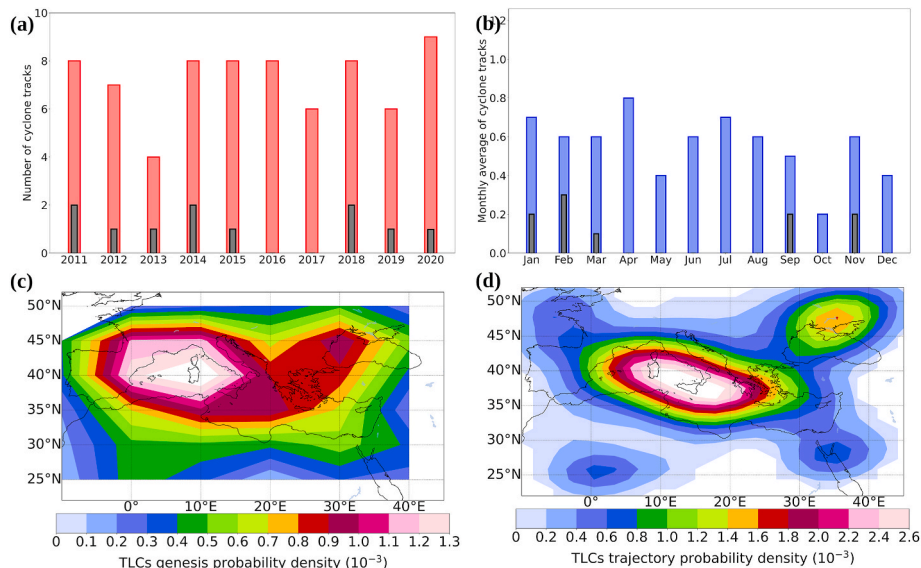 (a)
10
8
6
4
2
0
Number of cyclone tracks
2011 2012 2013 2014 2015 2016 2017 2018 2019 2020
(b)
1.2
1.0
0.8
0.6
0.4
0.2
0.0
Monthly average of cyclone tracks
Jan Feb Mar Apr May Jun Jul Aug Sep Oct Nov Dec
(c)
50°N
45°N
40°N
35°N
30°N
25°N
0° 10°E 20°E 30°E
0 0.1 0.2 0.3 0.4 0.5 0.6 0.7 0.8 0.9 1.0 1.1 1.2 1.3
TLCs genesis probability density (10⁻³)
(d)
50°N
45°N
40°N
35°N
30°N
25°N
0° 10°E 20°E 30°E
0 0.2 0.4 0.6 0.8 1.0 1.2 1.4 1.6 1.8 2.0 2.2 2.4 2.6
TLCs trajectory probability density (10⁻³)